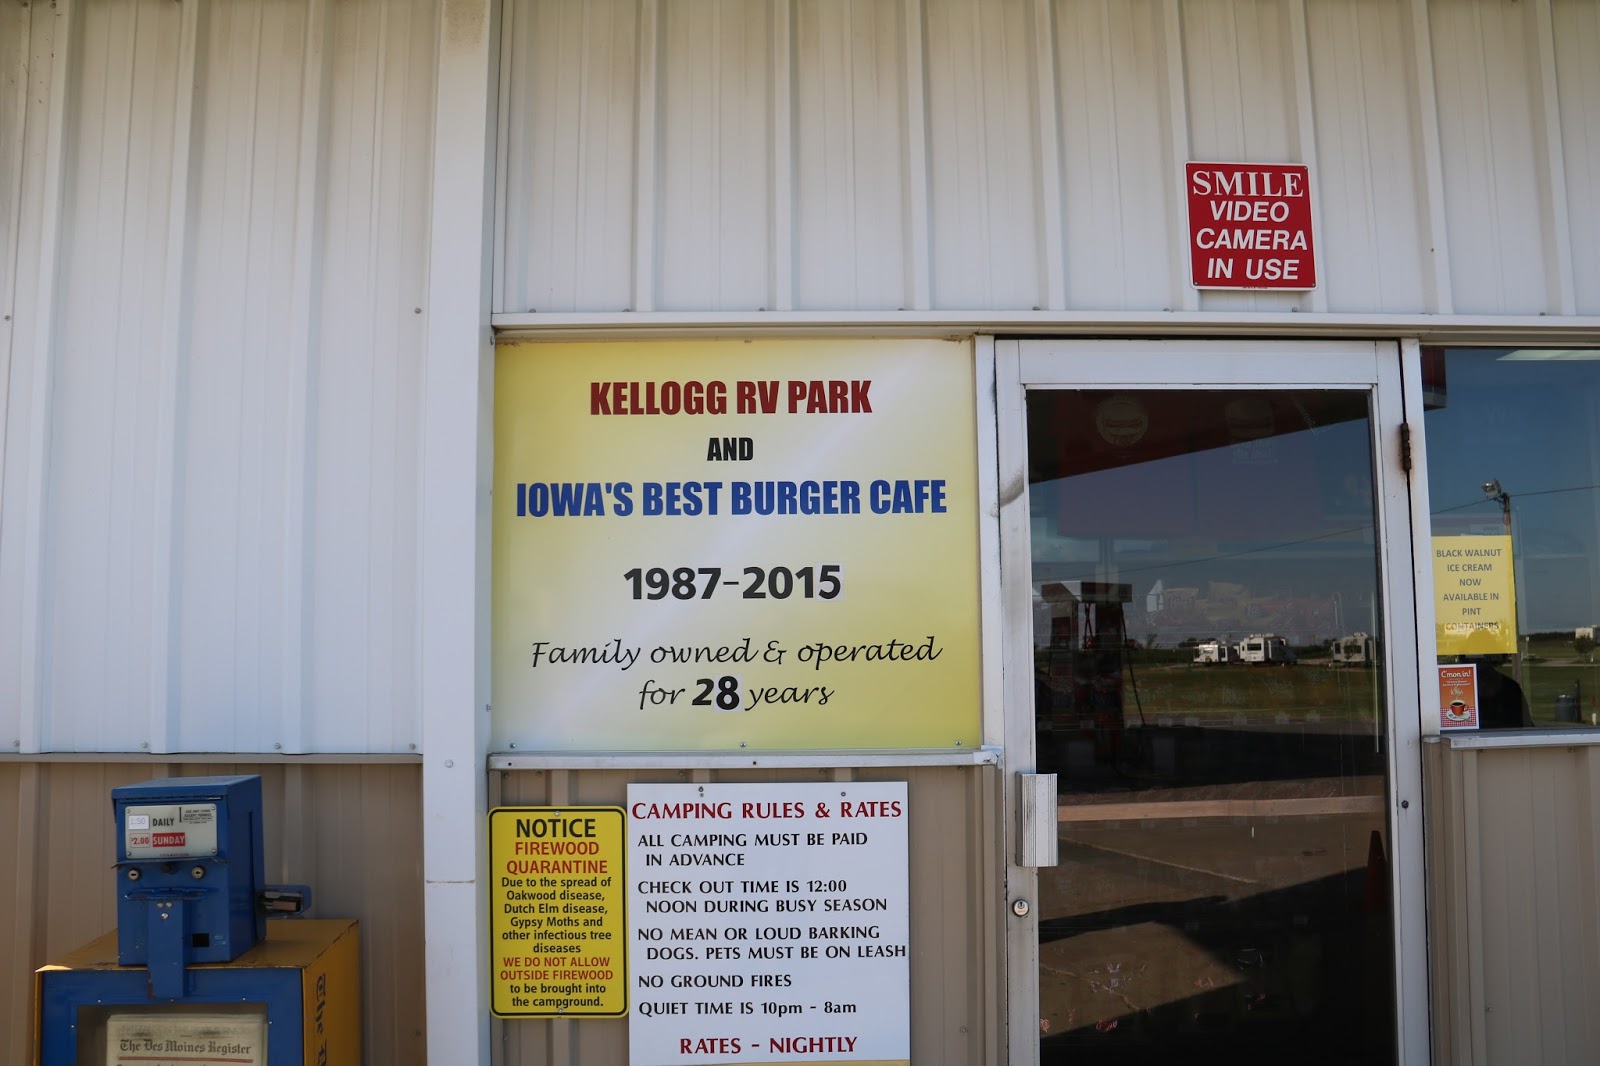 SMILE
VIDEO
CAMERA
IN USE
KELLOGG RV PARK
AND
IOWA'S BEST BURGER CAFE
1987-2015
Family owned & operated
for 28 years
BLACK WALNUT
ICE CREAM
NOW
AVAILABLE IN
PINT
CONTAINERS
C'mon in!
DAILY
$2.00 SUNDAY
The Des Moines Register
NOTICE
FIREWOOD
QUARANTINE
Due to the spread of
Oakwood disease,
Dutch Elm disease,
Gypsy Moths and
other infectious tree
diseases
WE DO NOT ALLOW
OUTSIDE FIREWOOD
to be brought into
the campground.
CAMPING RULES & RATES
ALL CAMPING MUST BE PAID
IN ADVANCE
CHECK OUT TIME IS 12:00
NOON DURING BUSY SEASON
NO MEAN OR LOUD BARKING
DOGS. PETS MUST BE ON LEASH
NO GROUND FIRES
QUIET TIME IS 10pm - 8am
RATES - NIGHTLY